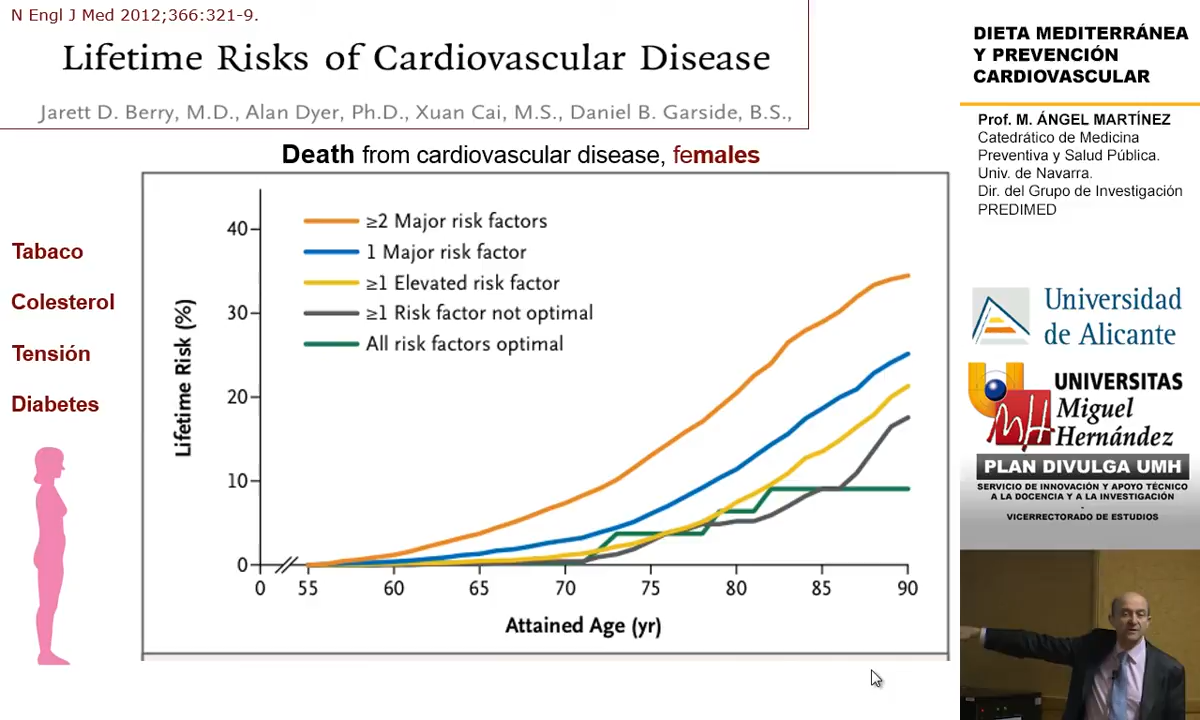 N Engl J Med 2012;366:321-9.
Lifetime Risks of Cardiovascular Disease
Jarett D. Berry, M.D., Alan Dyer, Ph.D., Xuan Cai, M.S., Daniel B. Garside, B.S.,
Death from cardiovascular disease, females
Tabaco
Colesterol
Tensión
Diabetes
Lifetime Risk (%)
40
30
20
10
0
≥2 Major risk factors
1 Major risk factor
≥1 Elevated risk factor
≥1 Risk factor not optimal
All risk factors optimal
0 55 60 65 70 75 80 85 90
Attained Age (yr)
DIETA MEDITERRÁNEA
Y PREVENCIÓN
CARDIOVASCULAR
Prof. M. ÁNGEL MARTÍNEZ
Catedrático de Medicina
Preventiva y Salud Pública.
Univ. de Navarra.
Dir. del Grupo de Investigación
PREDIMED
Universidad
de Alicante
UNIVERSITAS
Miguel
Hernández
PLAN DIVULGA UMH
SERVICIO DE INNOVACIÓN Y APOYO TÉCNICO
A LA DOCENCIA Y A LA INVESTIGACIÓN
-
VICERRECTORADO DE ESTUDIOS